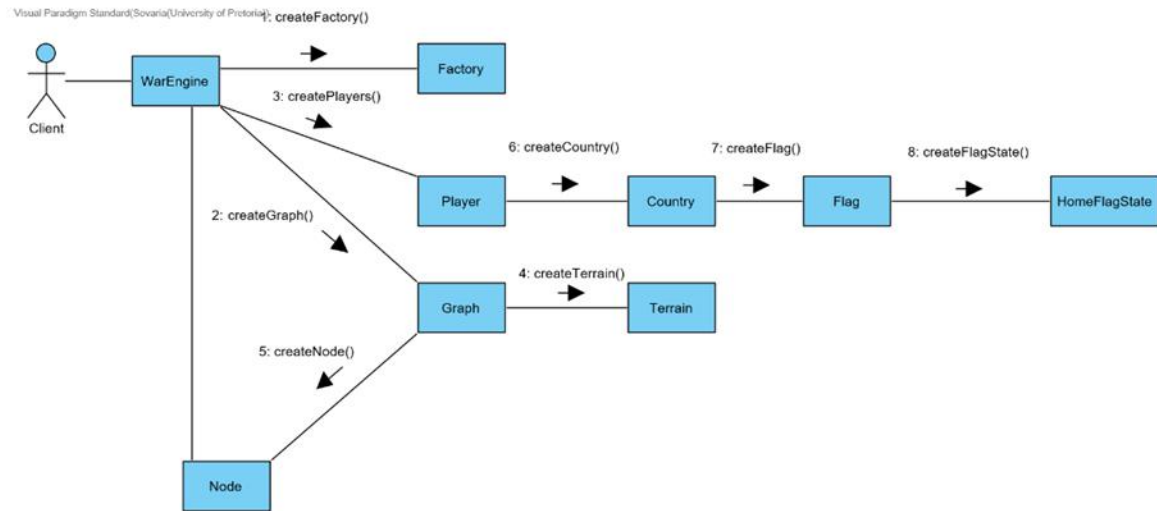 Visual Paradigm Standard(Sovaria(University of Pretoria))
1: createFactory()
WarEngine
Factory
Client
3: createPlayers()
6: createCountry()
7: createFlag()
8: createFlagState()
Player
Country
Flag
HomeFlagState
2: createGraph()
4: createTerrain()
Graph
Terrain
5: createNode()
Node